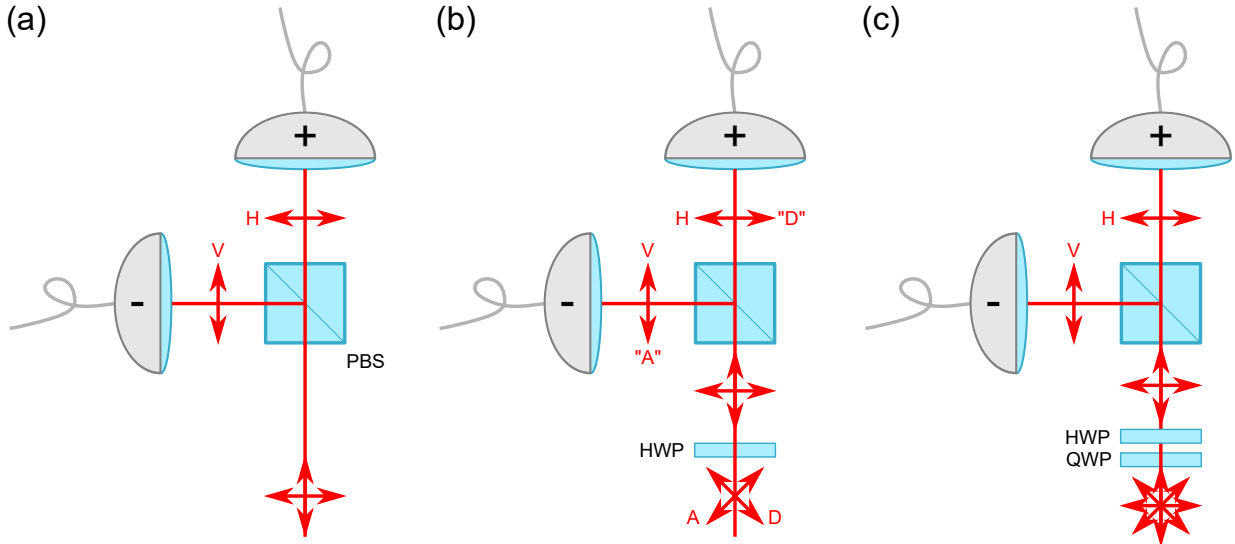 (a)
+
H
V
-
PBS
(b)
+
H "D"
V
-
"A"
HWP
A D
(c)
+
H
V
-
HWP
QWP